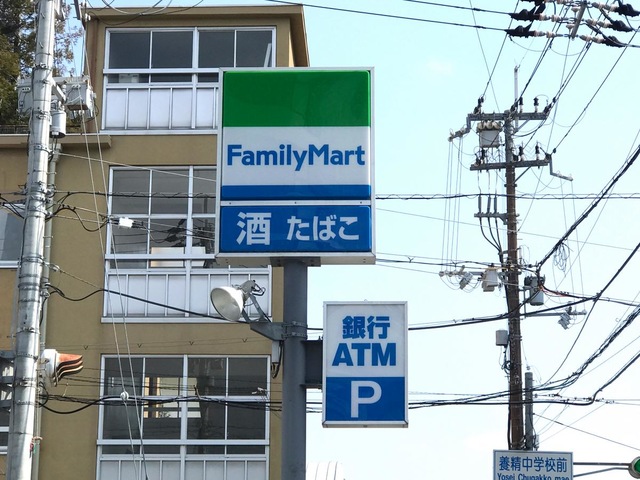 FamilyMart
酒 たばこ
銀行
ATM
P
養精中学校前
Yosei Chugakko mae